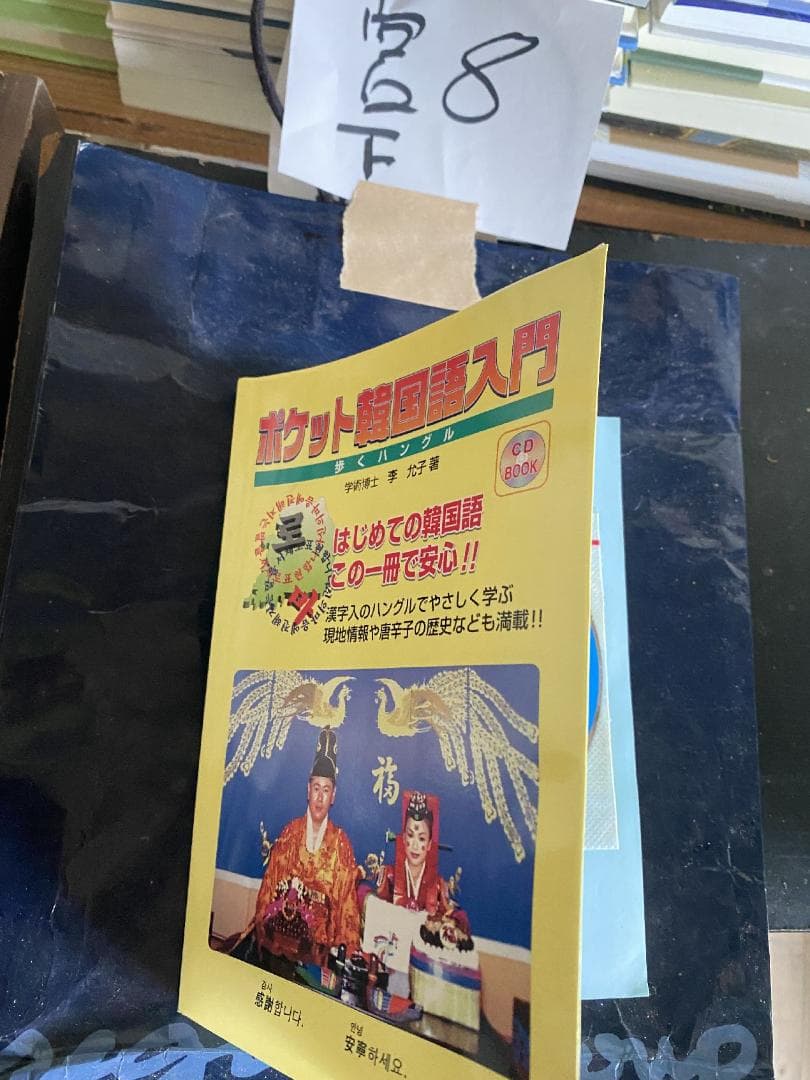 8
ポケット韓国語入門
歩くハングル
学術博士 李 允子 著
CD
BOOK
はじめての韓国語
この一冊で安心!!
漢字入のハングルでやさしく学ぶ
現地情報や唐辛子の歴史なども満載!!
福
감사
感謝합니다.
안녕
安寧하세요.